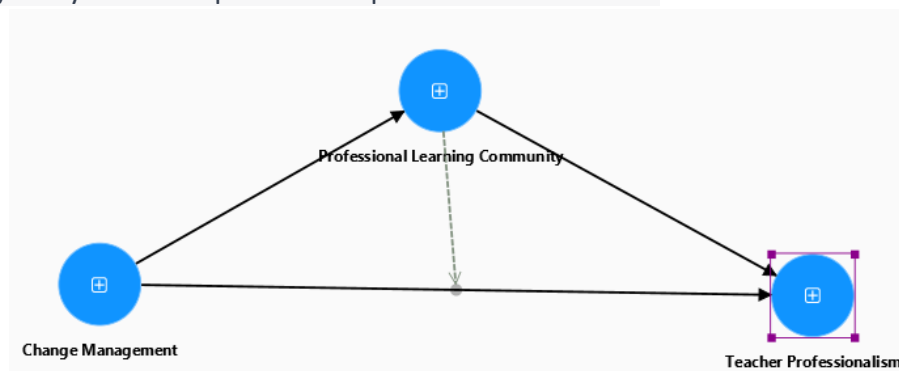 Professional Learning Community
Change Management
Teacher Professionalism